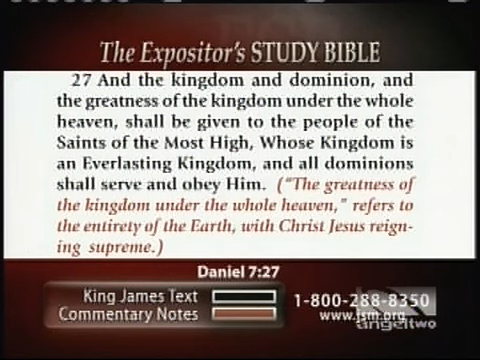 The Expositor's STUDY BIBLE
27 And the kingdom and dominion, and
the greatness of the kingdom under the whole
heaven, shall be given to the people of the
Saints of the Most High, Whose Kingdom is
an Everlasting Kingdom, and all dominions
shall serve and obey Him. (“The greatness of
the kingdom under the whole heaven,” refers to
the entirety of the Earth, with Christ Jesus reign-
ing supreme.)
Daniel 7:27
King James Text
Commentary Notes
1-800-288-8350
www.jsm.org
angeltwo